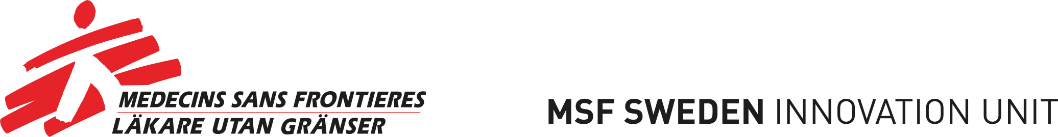 MEDECINS SANS FRONTIERES
LÄKARE UTAN GRÄNSER
MSF SWEDEN INNOVATION UNIT